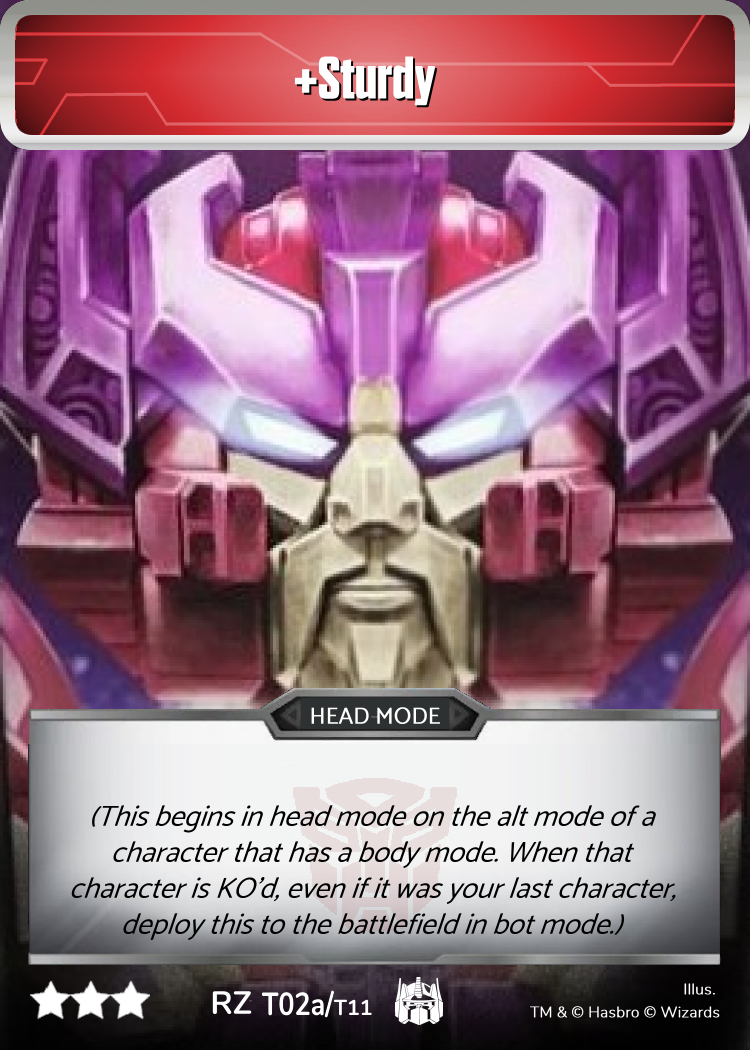 +Sturdy
HEAD MODE
(This begins in head mode on the alt mode of a
character that has a body mode. When that
character is KO’d, even if it was your last character,
deploy this to the battlefield in bot mode.)
RZ T02a/T11
Illus.
TM & © Hasbro © Wizards